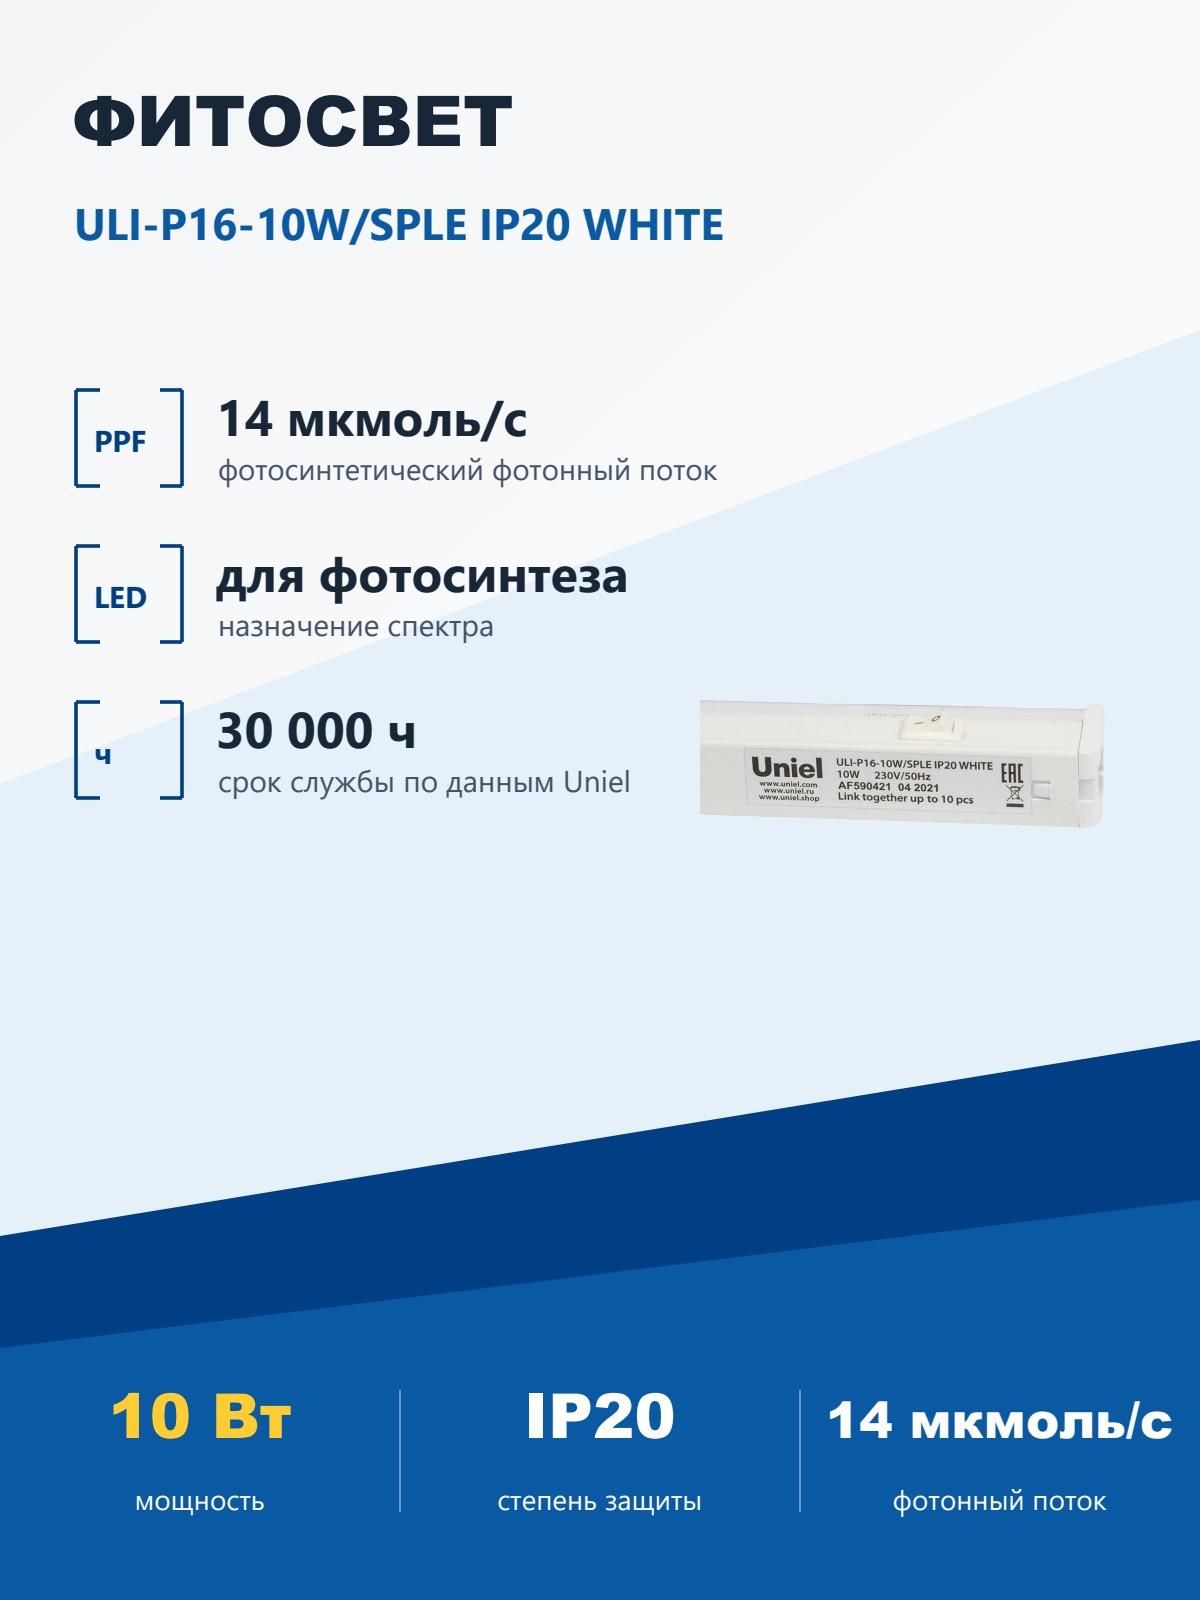 ФИТОСВЕТ
ULI-P16-10W/SPLE IP20 WHITE
PPF
14 мкмоль/с
фотосинтетический фотонный поток
LED
для фотосинтеза
назначение спектра
ч
30 000 ч
срок службы по данным Uniel
Uniel
www.uniel.com
www.uniel.ru
www.uniel.shop
ULI-P16-10W/SPLE IP20 WHITE
10W 230V/50Hz
AF590421 04 2021
Link together up to 10 pcs
EAC
10 Вт
мощность
IP20
степень защиты
14 мкмоль/с
фотонный поток